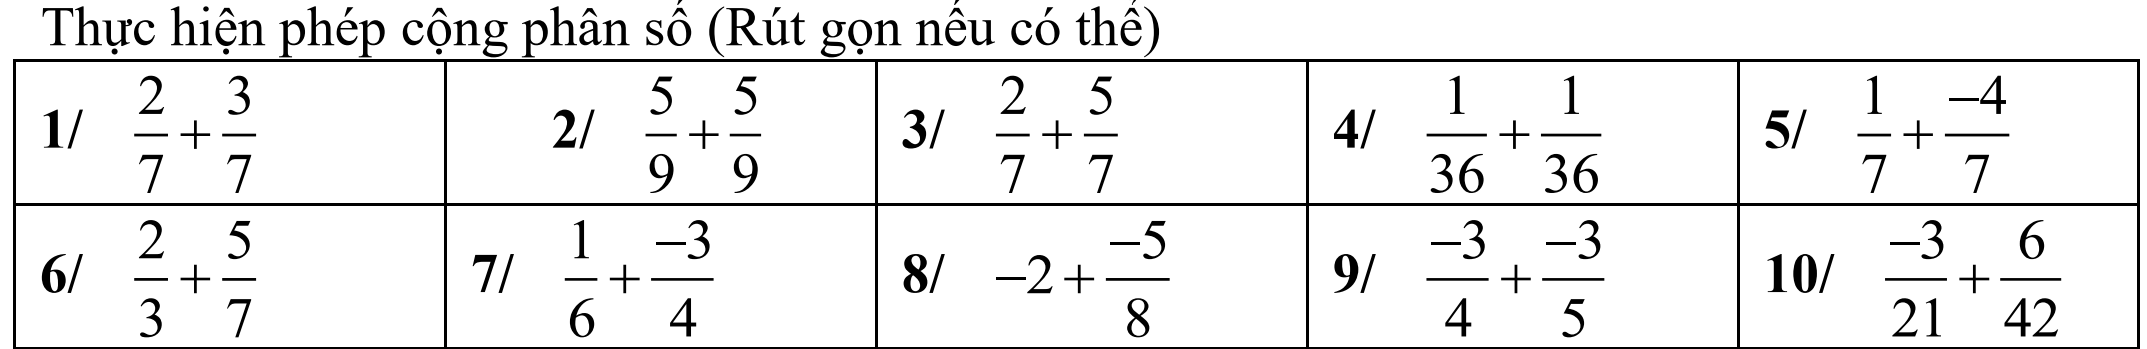 Thực hiện phép cộng phân số (Rút gọn nếu có thể)
1/ 2/7 + 3/7
2/ 5/9 + 5/9
3/ 2/7 + 5/7
4/ 1/36 + 1/36
5/ 1/7 + −4/7
6/ 2/3 + 5/7
7/ 1/6 + −3/4
8/ −2 + −5/8
9/ −3/4 + −3/5
10/ −3/21 + 6/42